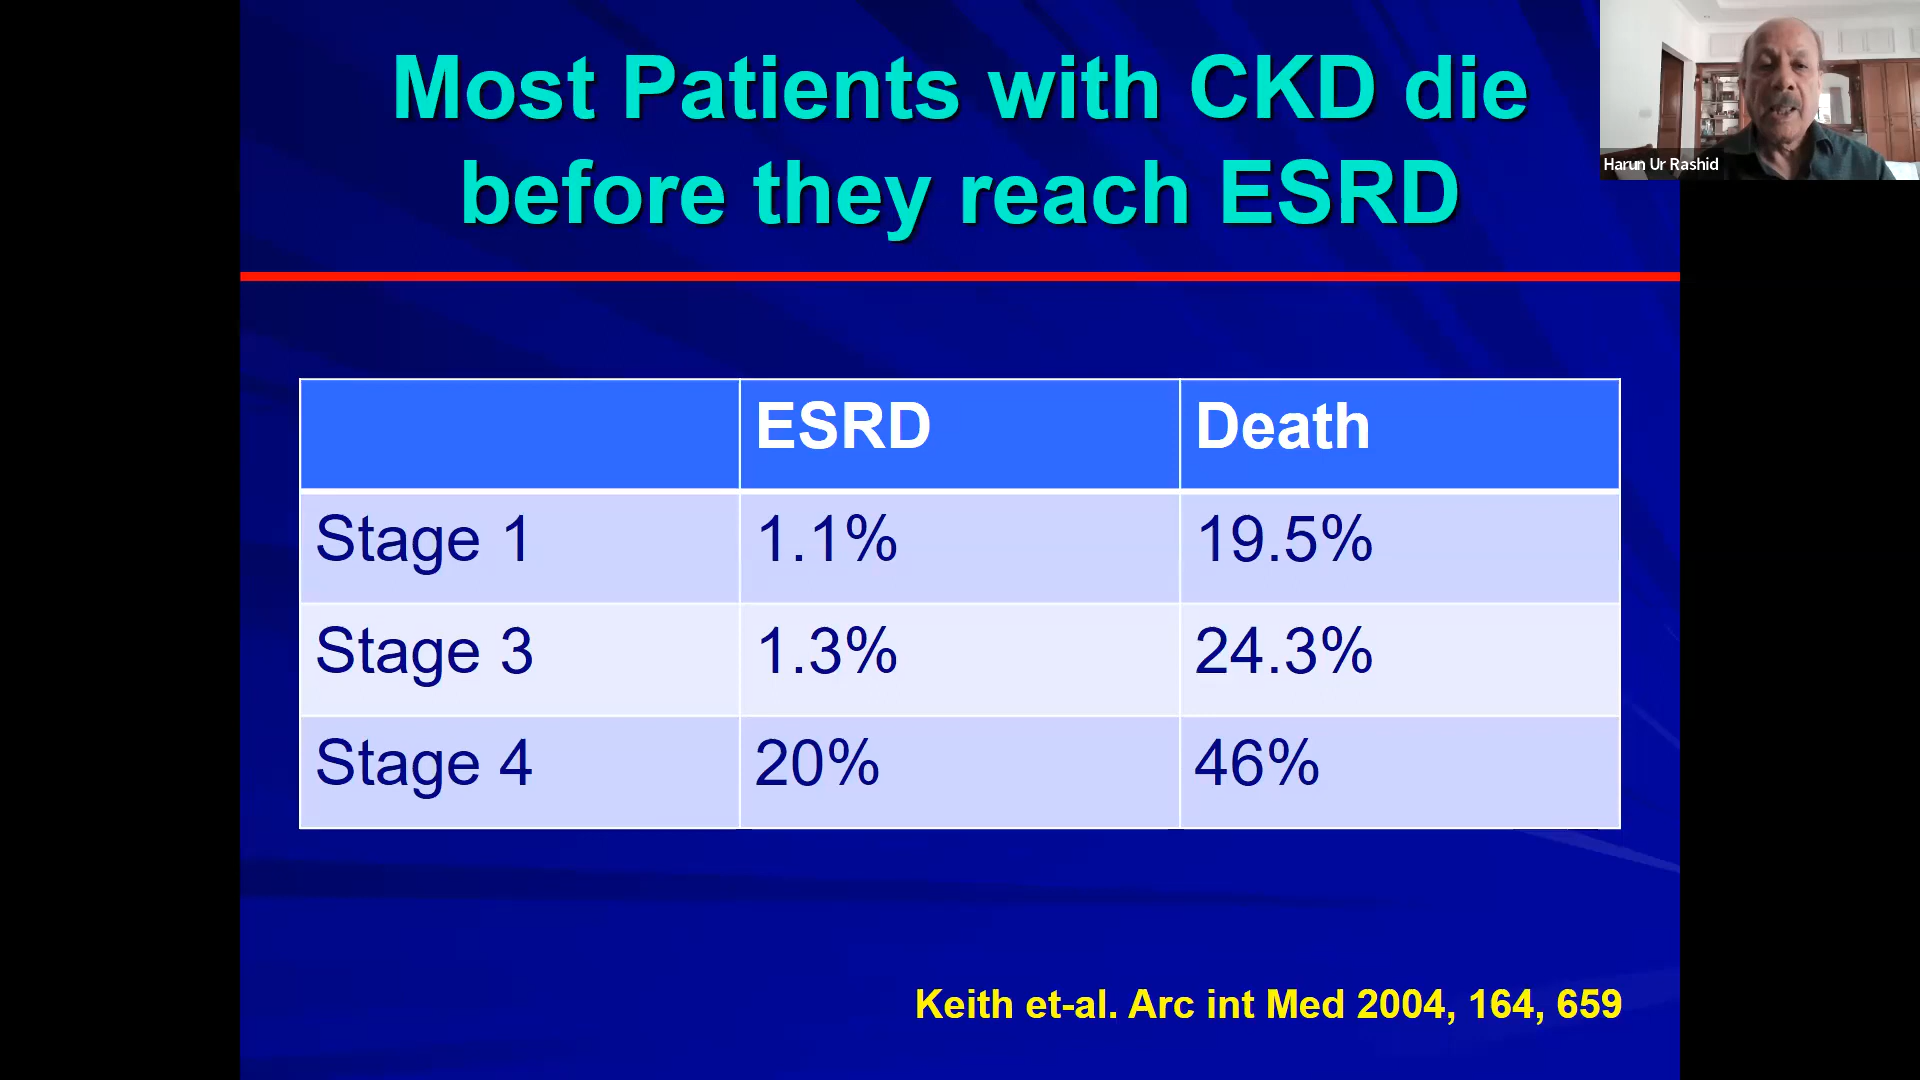 Most Patients with CKD die
before they reach ESRD
Harun Ur Rashid
ESRD Death
Stage 1 1.1% 19.5%
Stage 3 1.3% 24.3%
Stage 4 20% 46%
Keith et-al. Arc int Med 2004, 164, 659